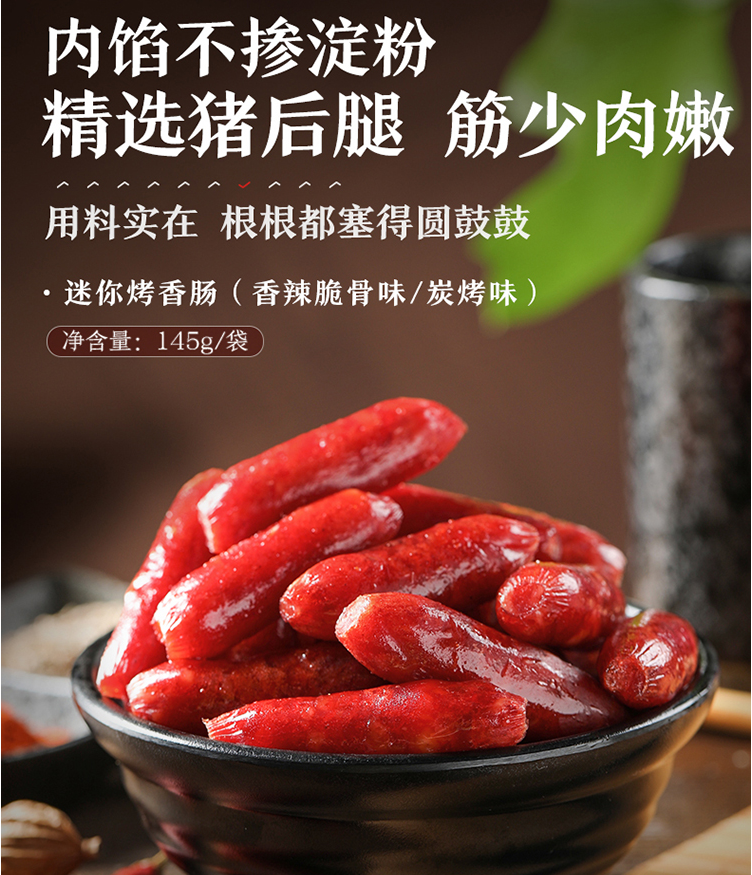 内馅不掺淀粉
精选猪后腿 筋少肉嫩
用料实在 根根都塞得圆鼓鼓
·迷你烤香肠（香辣脆骨味/炭烤味）
净含量：145g/袋